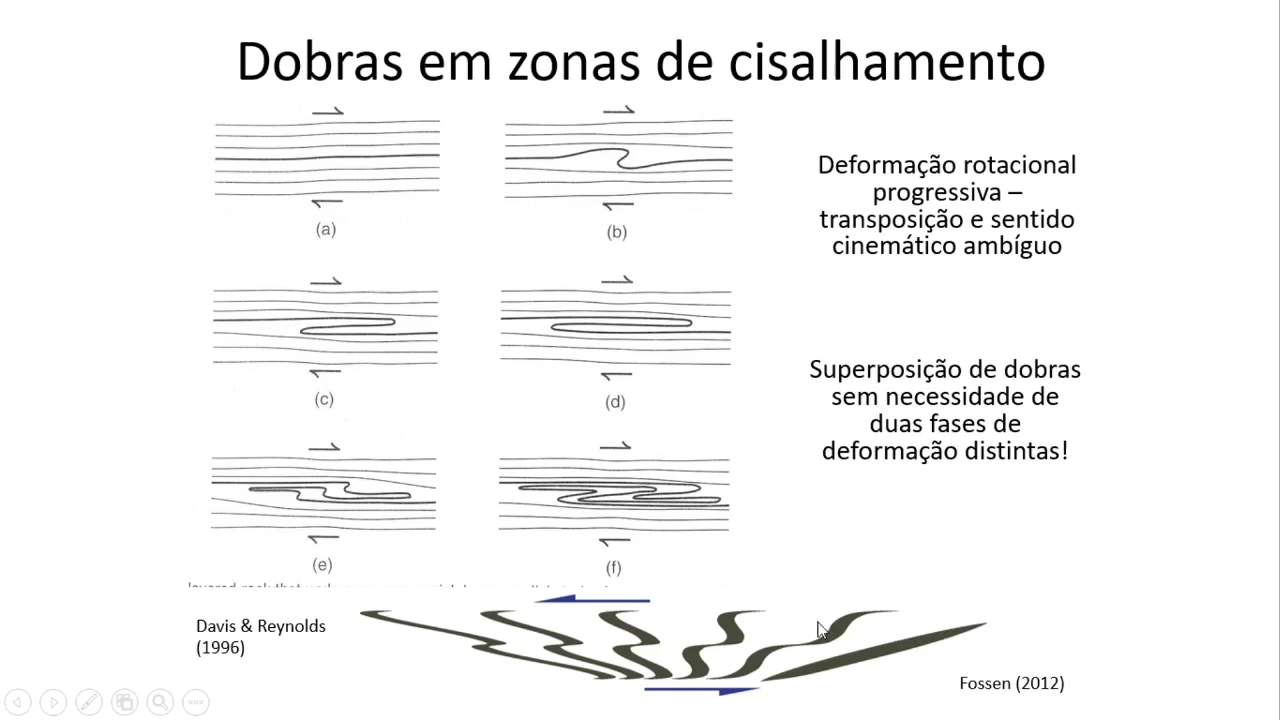 Dobras em zonas de cisalhamento
(a)
(b)
(c)
(d)
(e)
(f)
Deformação rotacional
progressiva –
transposição e sentido
cinemático ambíguo
Superposição de dobras
sem necessidade de
duas fases de
deformação distintas!
Davis & Reynolds
(1996)
Fossen (2012)